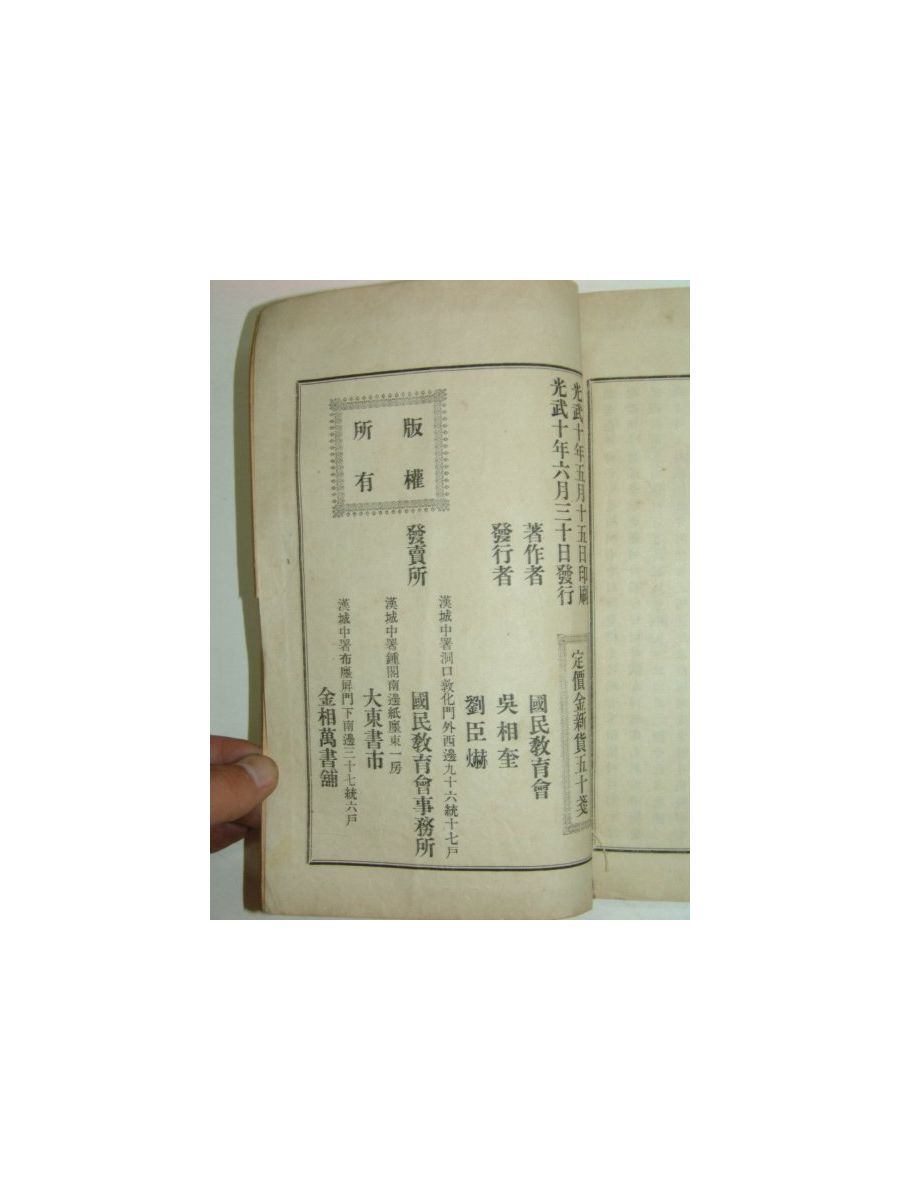 光武十年五月十五日印刷
光武十年六月三十日發行
定價金新貨五十戔
著作者 國民教育會
發行者 吳相奎
劉臣爀
發賣所
漢城中署洞口敦化門外西邊九十六統十七戶
國民教育會事務所
漢城中署鍾閣南邊紙廛東一房
大東書市
漢城中署布廛屛門下南邊三十七統六戶
金相萬書舖
版權
所有